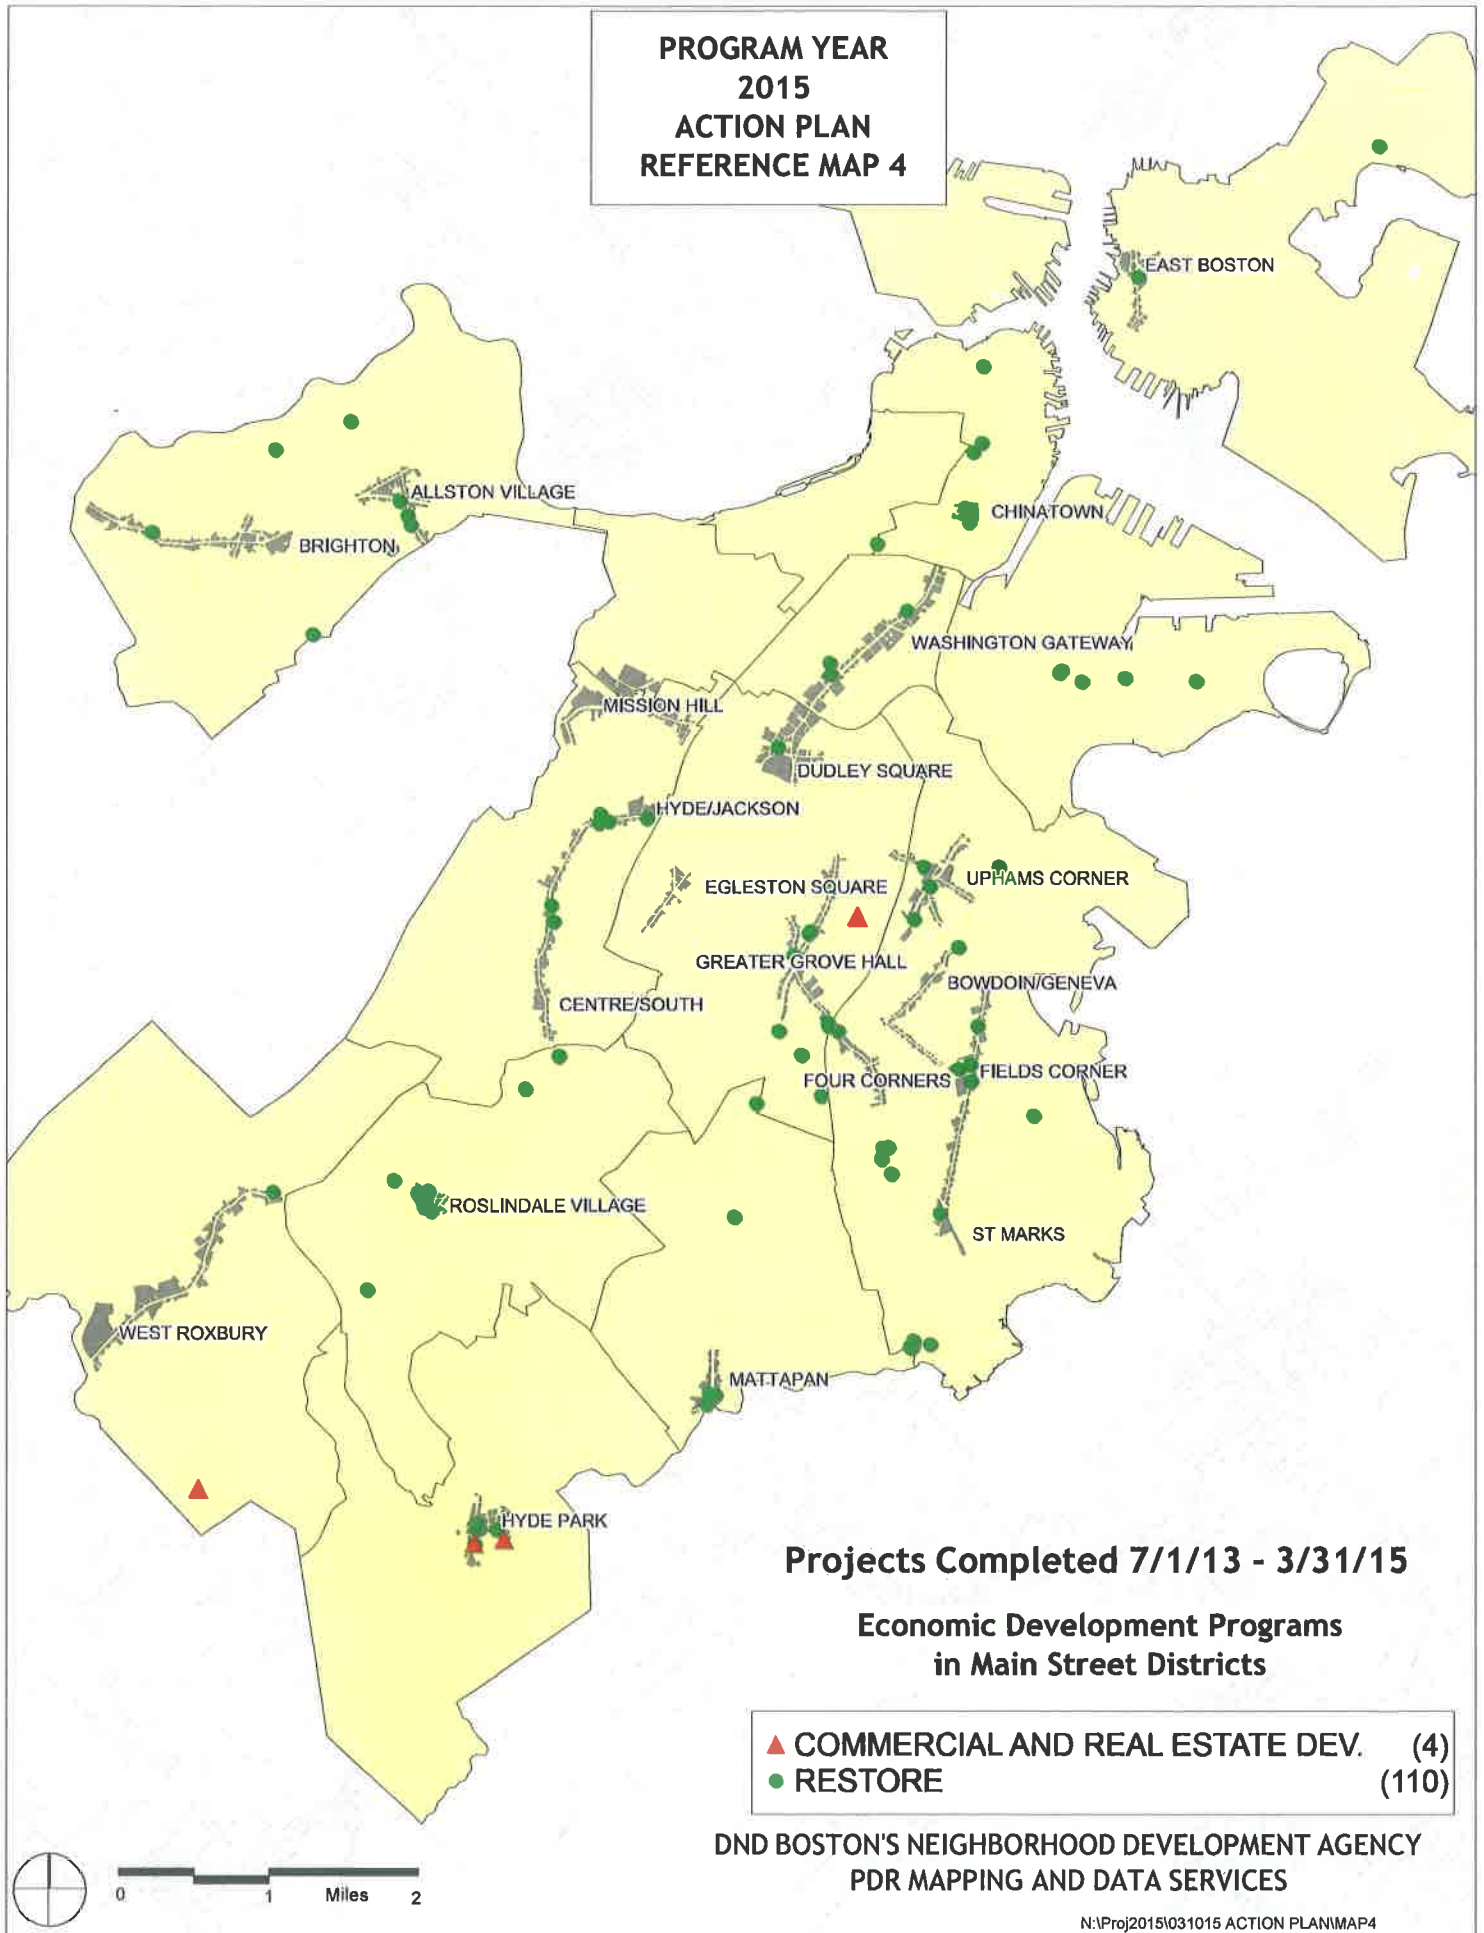 PROGRAM YEAR
2015
ACTION PLAN
REFERENCE MAP 4
EAST BOSTON
ALLSTON VILLAGE
CHINATOWN
BRIGHTON
WASHINGTON GATEWAY
MISSION HILL
DUDLEY SQUARE
HYDE/JACKSON
UPHAMS CORNER
EGLESTON SQUARE
GREATER GROVE HALL
BOWDOIN/GENEVA
CENTRE/SOUTH
FIELDS CORNER
FOUR CORNERS
ROSLINDALE VILLAGE
ST MARKS
WEST ROXBURY
MATTAPAN
HYDE PARK
Projects Completed 7/1/13 - 3/31/15
Economic Development Programs
in Main Street Districts
COMMERCIAL AND REAL ESTATE DEV. (4)
RESTORE (110)
DND BOSTON'S NEIGHBORHOOD DEVELOPMENT AGENCY
PDR MAPPING AND DATA SERVICES
0 1 Miles 2
N:\Proj2015\031015 ACTION PLAN\MAP4